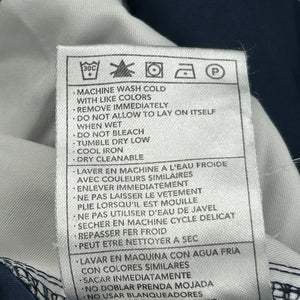 30C P
· MACHINE WASH COLD
WITH LIKE COLORS
· REMOVE IMMEDIATELY
· DO NOT ALLOW TO LAY ON ITSELF
WHEN WET
· DO NOT BLEACH
· TUMBLE DRY LOW
· COOL IRON
· DRY CLEANABLE
· LAVER EN MACHINE A L'EAU FROIDE
AVEC COULEURS SIMILAIRES
· ENLEVER IMMEDIATEMENT
· NE PAS LAISSER LE VETEMENT
PLIE LORSQU'IL EST MOUILLE
· NE PAS UTILISER D'EAU DE JAVEL
· SECHER EN MACHINE CYCLE DELICAT
· REPASSER FER FROID
· PEUT ETRE NETTOYER A SEC
· LAVAR EN MAQUINA CON AGUA FRIA
CON COLORES SIMILARES
· SACAR INMEDIATAMENTE
· NO DOBLAR PRENDA MOJADA
· NO USAR BLANQUEADORES